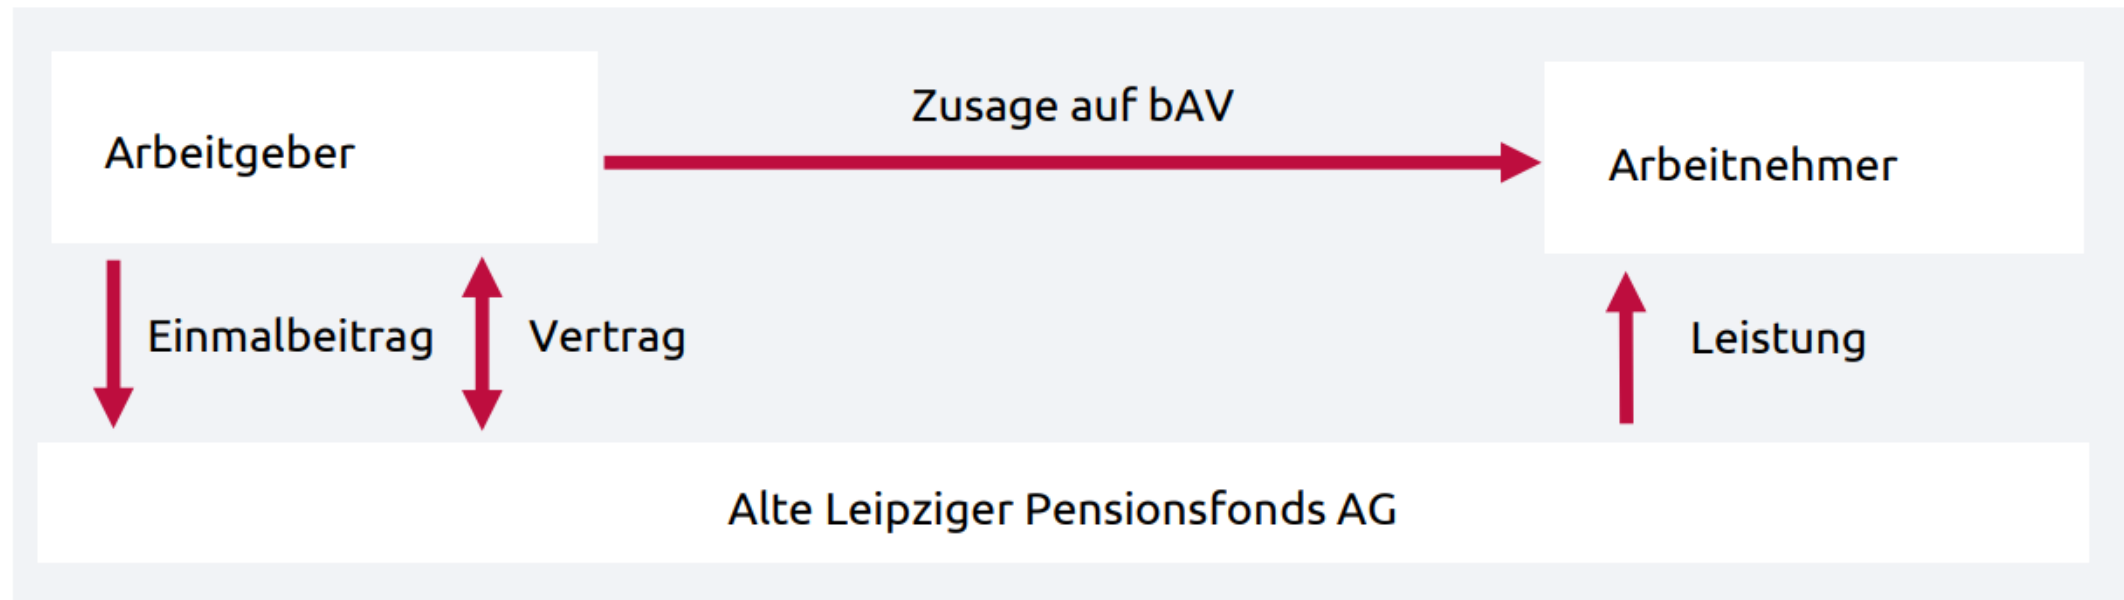 Zusage auf bAV
Arbeitgeber
Arbeitnehmer
Einmalbeitrag
Vertrag
Leistung
Alte Leipziger Pensionsfonds AG